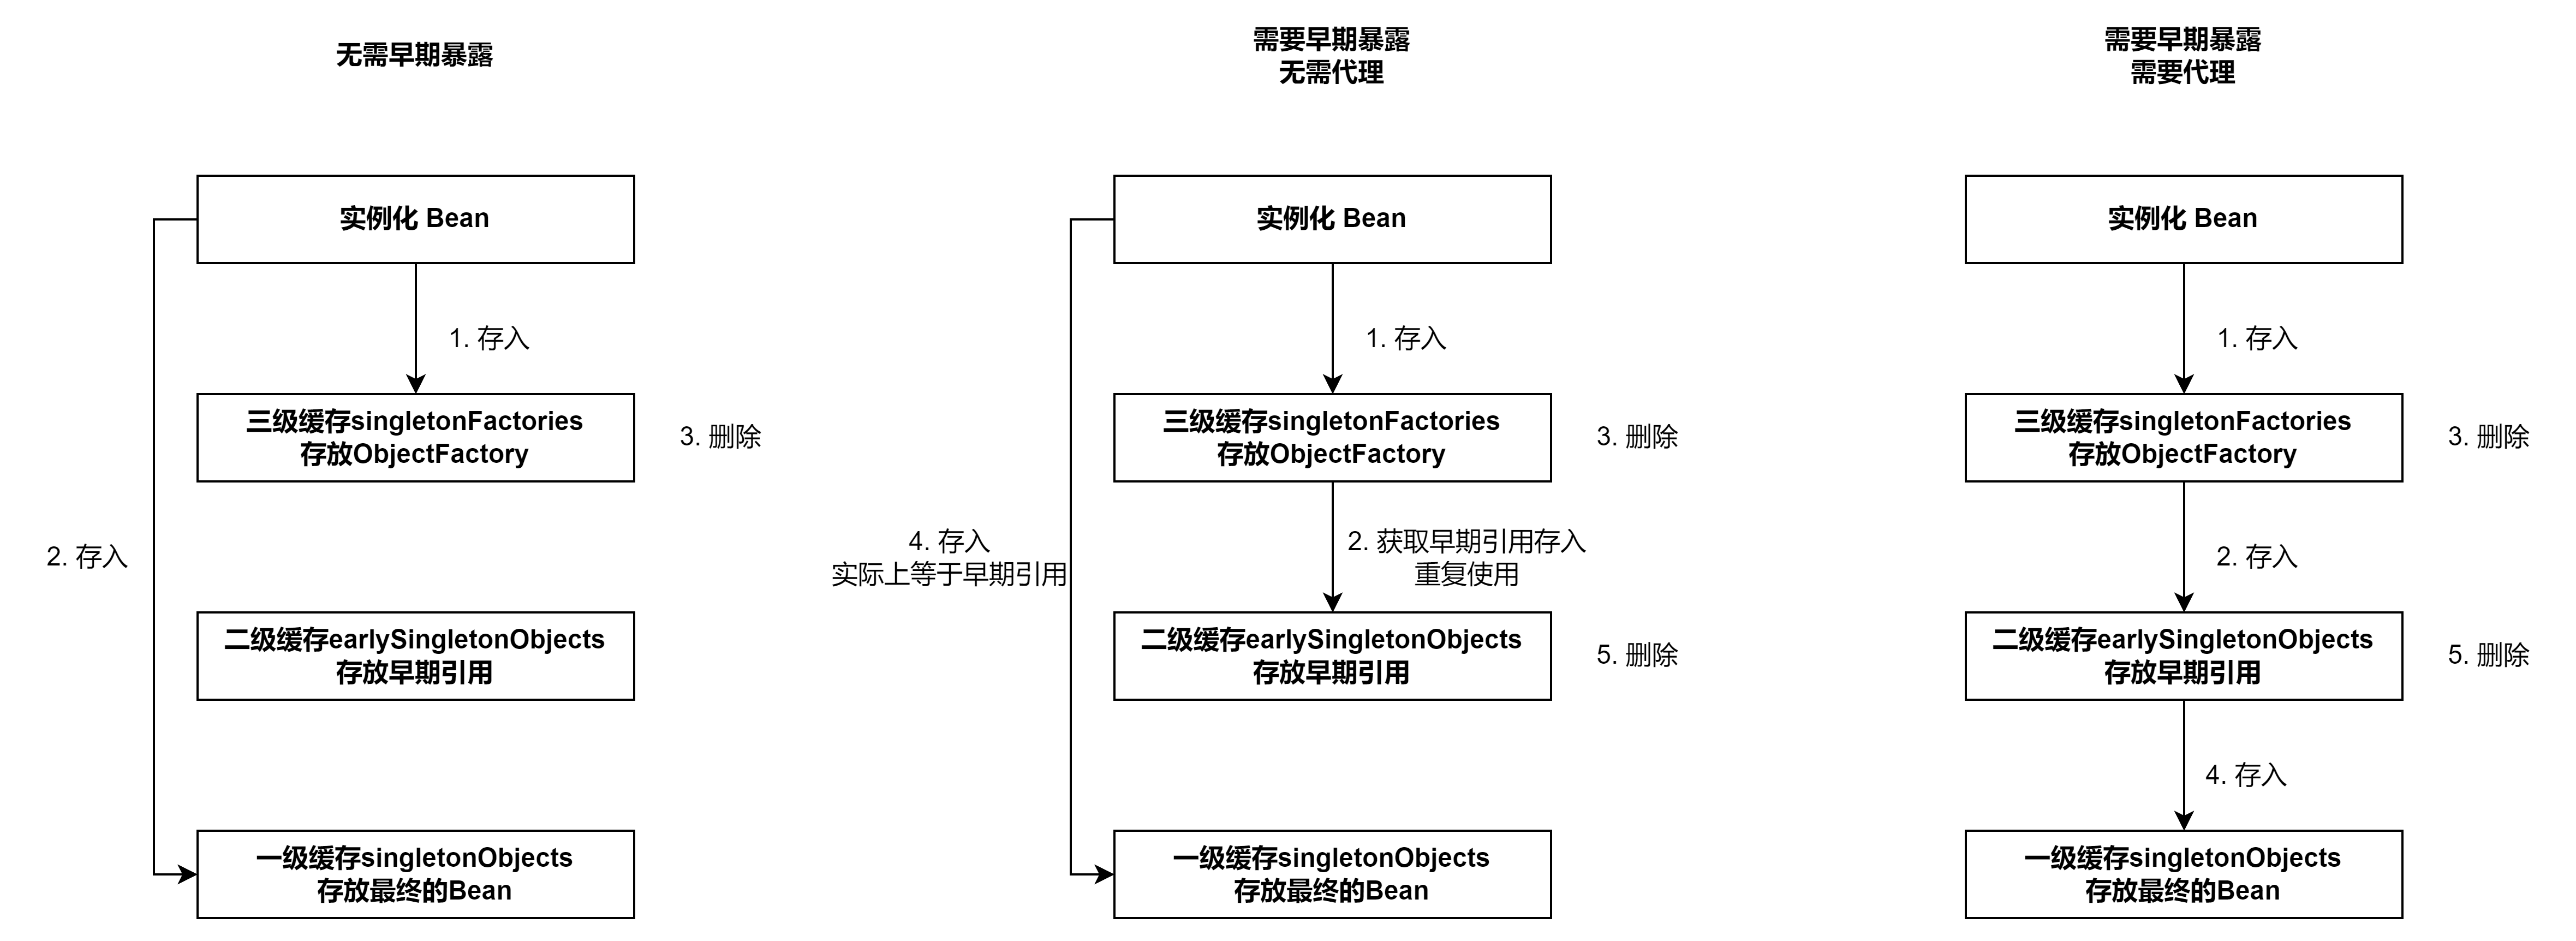 无需早期暴露
实例化 Bean
1. 存入
三级缓存singletonFactories
存放ObjectFactory
3. 删除
2. 存入
二级缓存earlySingletonObjects
存放早期引用
一级缓存singletonObjects
存放最终的Bean
需要早期暴露
无需代理
实例化 Bean
1. 存入
三级缓存singletonFactories
存放ObjectFactory
3. 删除
4. 存入
实际上等于早期引用
2. 获取早期引用存入
重复使用
二级缓存earlySingletonObjects
存放早期引用
5. 删除
一级缓存singletonObjects
存放最终的Bean
需要早期暴露
需要代理
实例化 Bean
1. 存入
三级缓存singletonFactories
存放ObjectFactory
3. 删除
2. 存入
二级缓存earlySingletonObjects
存放早期引用
5. 删除
4. 存入
一级缓存singletonObjects
存放最终的Bean